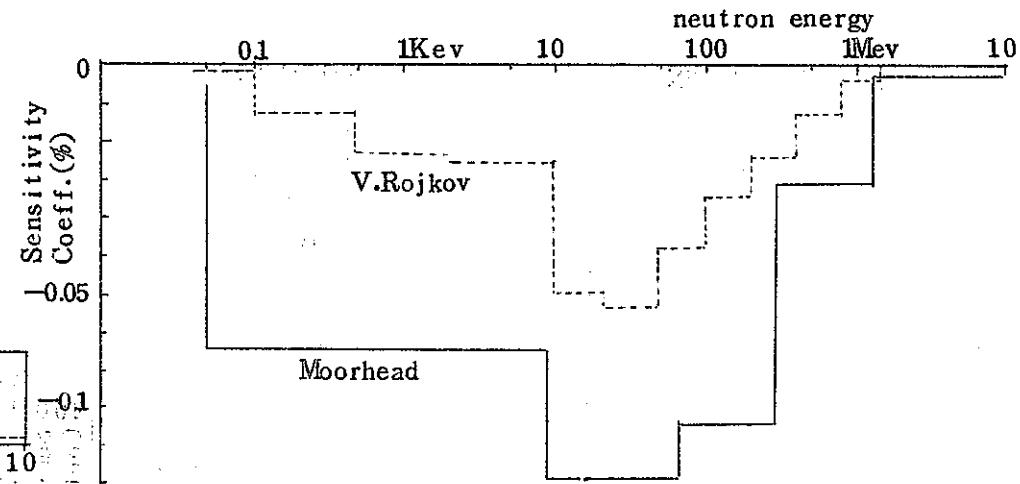 neutron energy
0.1 1Kev 10 100 1Mev 10
0
Sensitivity
Coeff.(%)
V.Rojkov
−0.05
Moorhead
−0.1
10